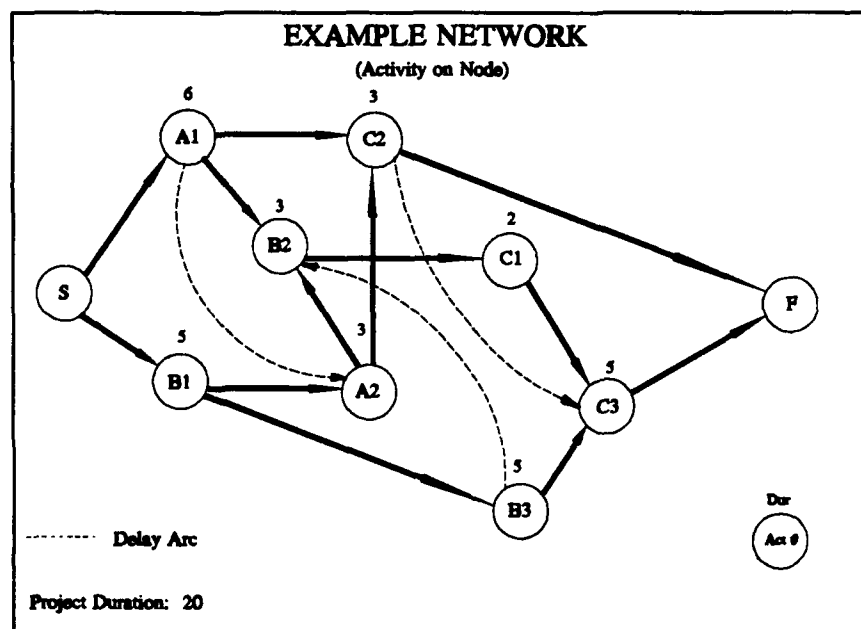 EXAMPLE NETWORK
(Activity on Node)
6
A1
3
C2
3
B2
2
C1
S
F
5
B1
3
A2
5
C3
5
B3
Dur
Act #
Delay Arc
Project Duration: 20